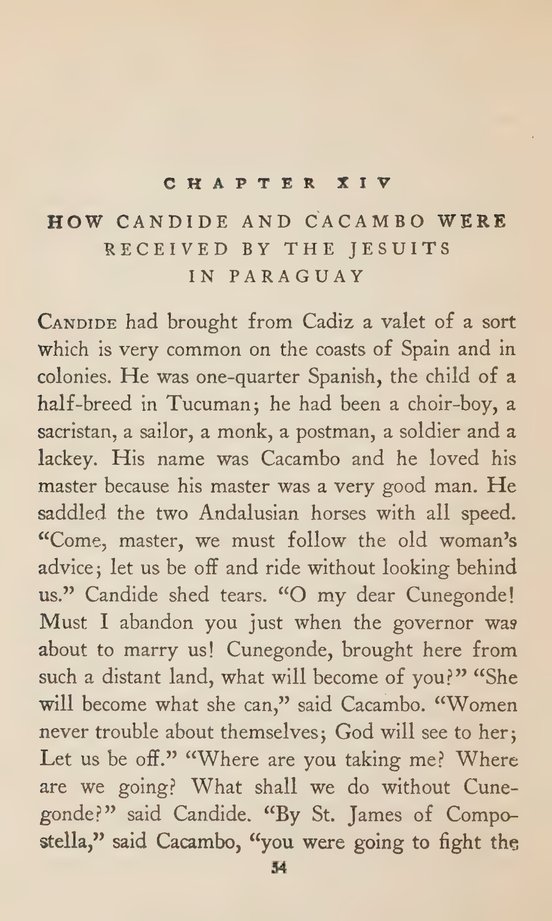 CHAPTER XIV
HOW CANDIDE AND CACAMBO WERE
RECEIVED BY THE JESUITS
IN PARAGUAY
CANDIDE had brought from Cadiz a valet of a sort
which is very common on the coasts of Spain and in
colonies. He was one-quarter Spanish, the child of a
half-breed in Tucuman; he had been a choir-boy, a
sacristan, a sailor, a monk, a postman, a soldier and a
lackey. His name was Cacambo and he loved his
master because his master was a very good man. He
saddled the two Andalusian horses with all speed.
“Come, master, we must follow the old woman's
advice; let us be off and ride without looking behind
us.” Candide shed tears. “O my dear Cunegonde!
Must I abandon you just when the governor was
about to marry us! Cunegonde, brought here from
such a distant land, what will become of you?” “She
will become what she can,” said Cacambo. “Women
never trouble about themselves; God will see to her;
Let us be off.” “Where are you taking me? Where
are we going? What shall we do without Cune-
gonde?” said Candide. “By St. James of Compo-
stella,” said Cacambo, “you were going to fight the
54